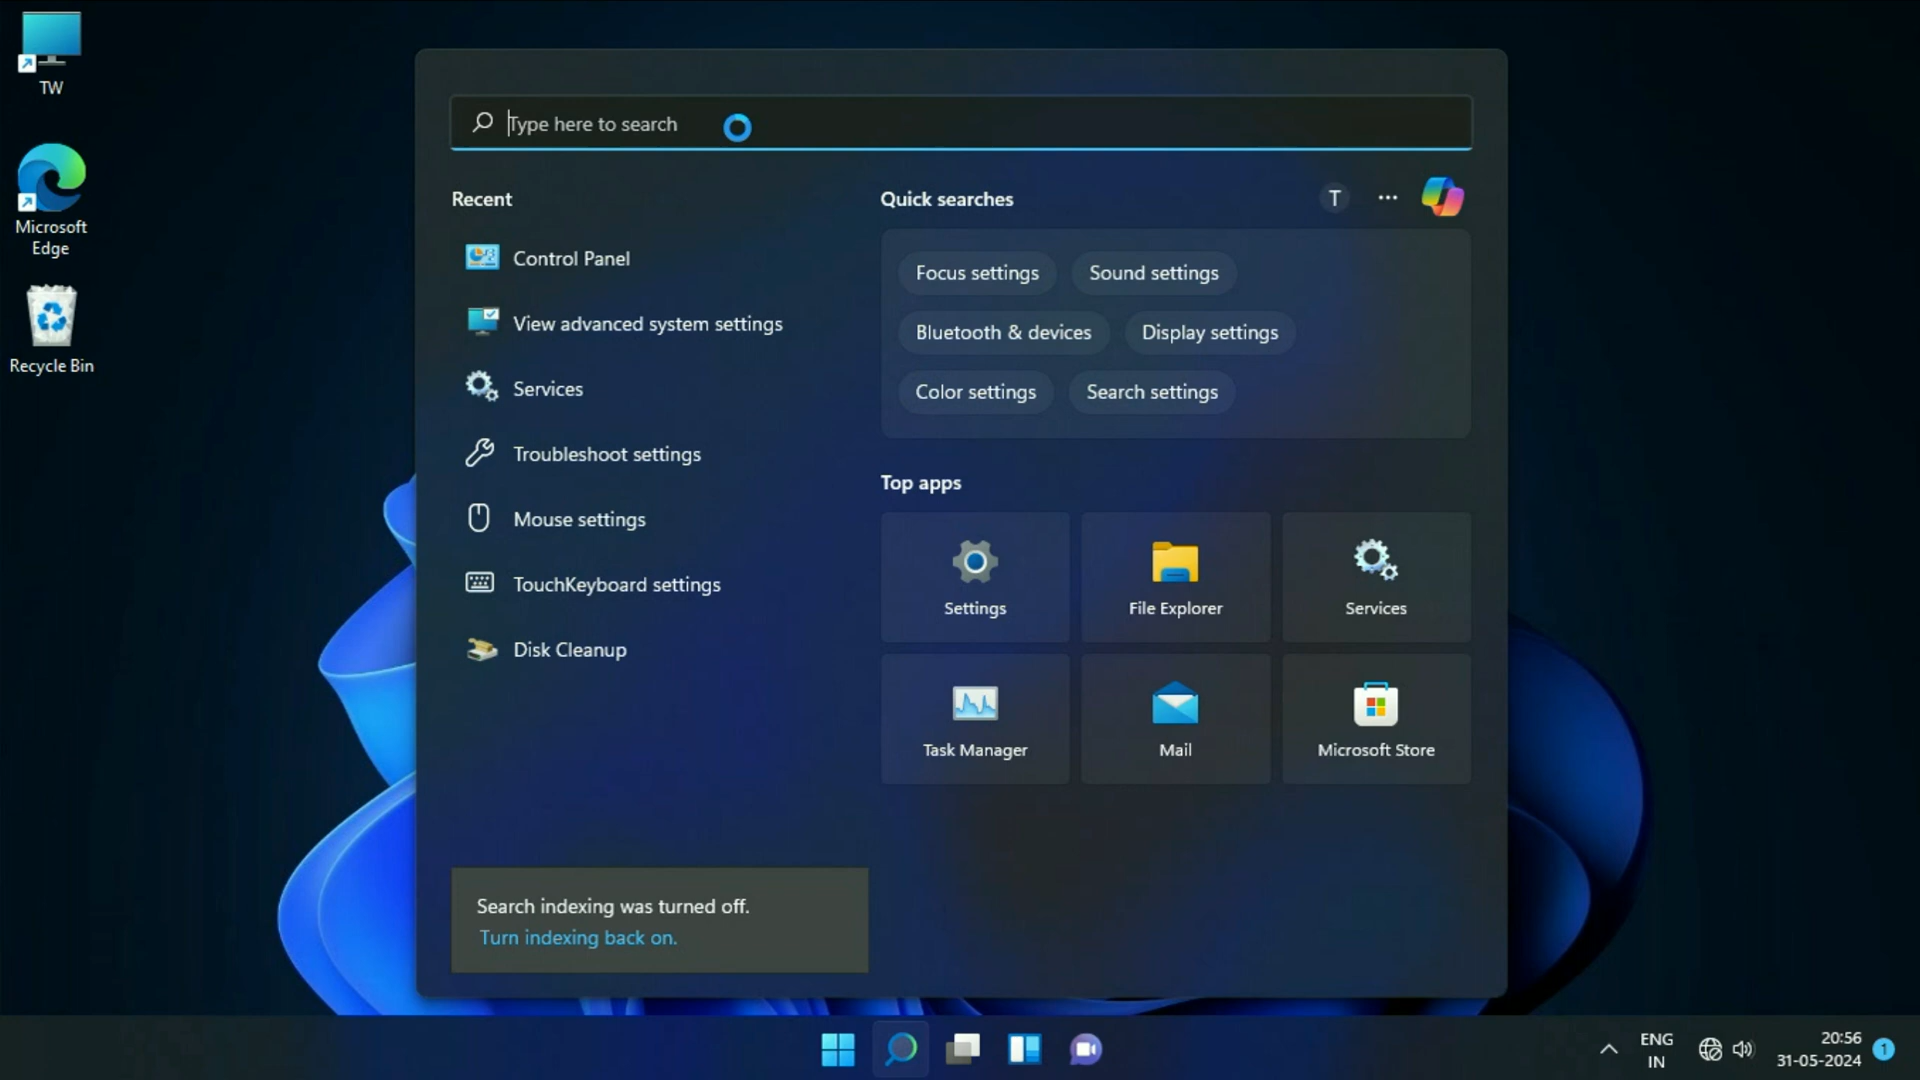 TW
Microsoft
Edge
Recycle Bin
Type here to search
Recent
Control Panel
View advanced system settings
Services
Troubleshoot settings
Mouse settings
TouchKeyboard settings
Disk Cleanup
Search indexing was turned off.
Turn indexing back on.
Quick searches
T
Focus settings
Sound settings
Bluetooth & devices
Display settings
Color settings
Search settings
Top apps
Settings
File Explorer
Services
Task Manager
Mail
Microsoft Store
ENG
IN
20:56
31-05-2024
1